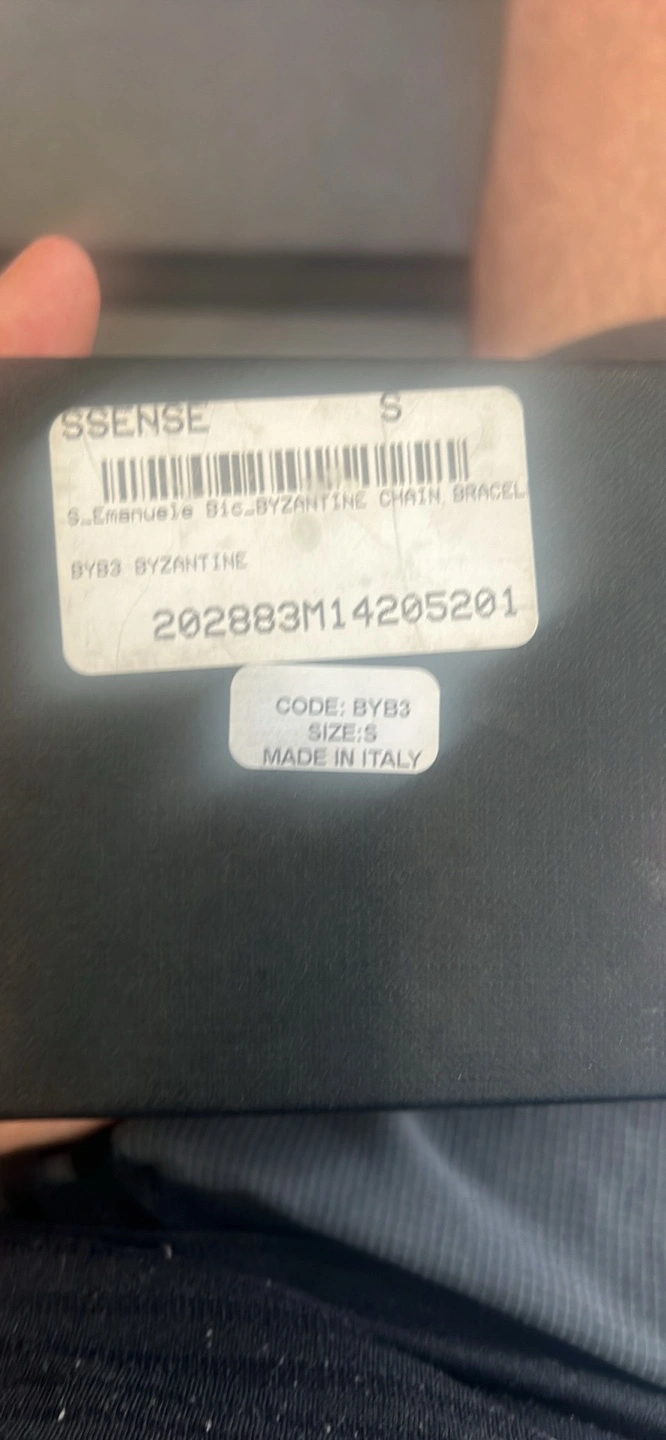 SSENSE S
S_Emanuele Bic_BYZANTINE CHAIN BRACEL
BYB3 BYZANTINE
202883M14205201
CODE: BYB3
SIZE:S
MADE IN ITALY